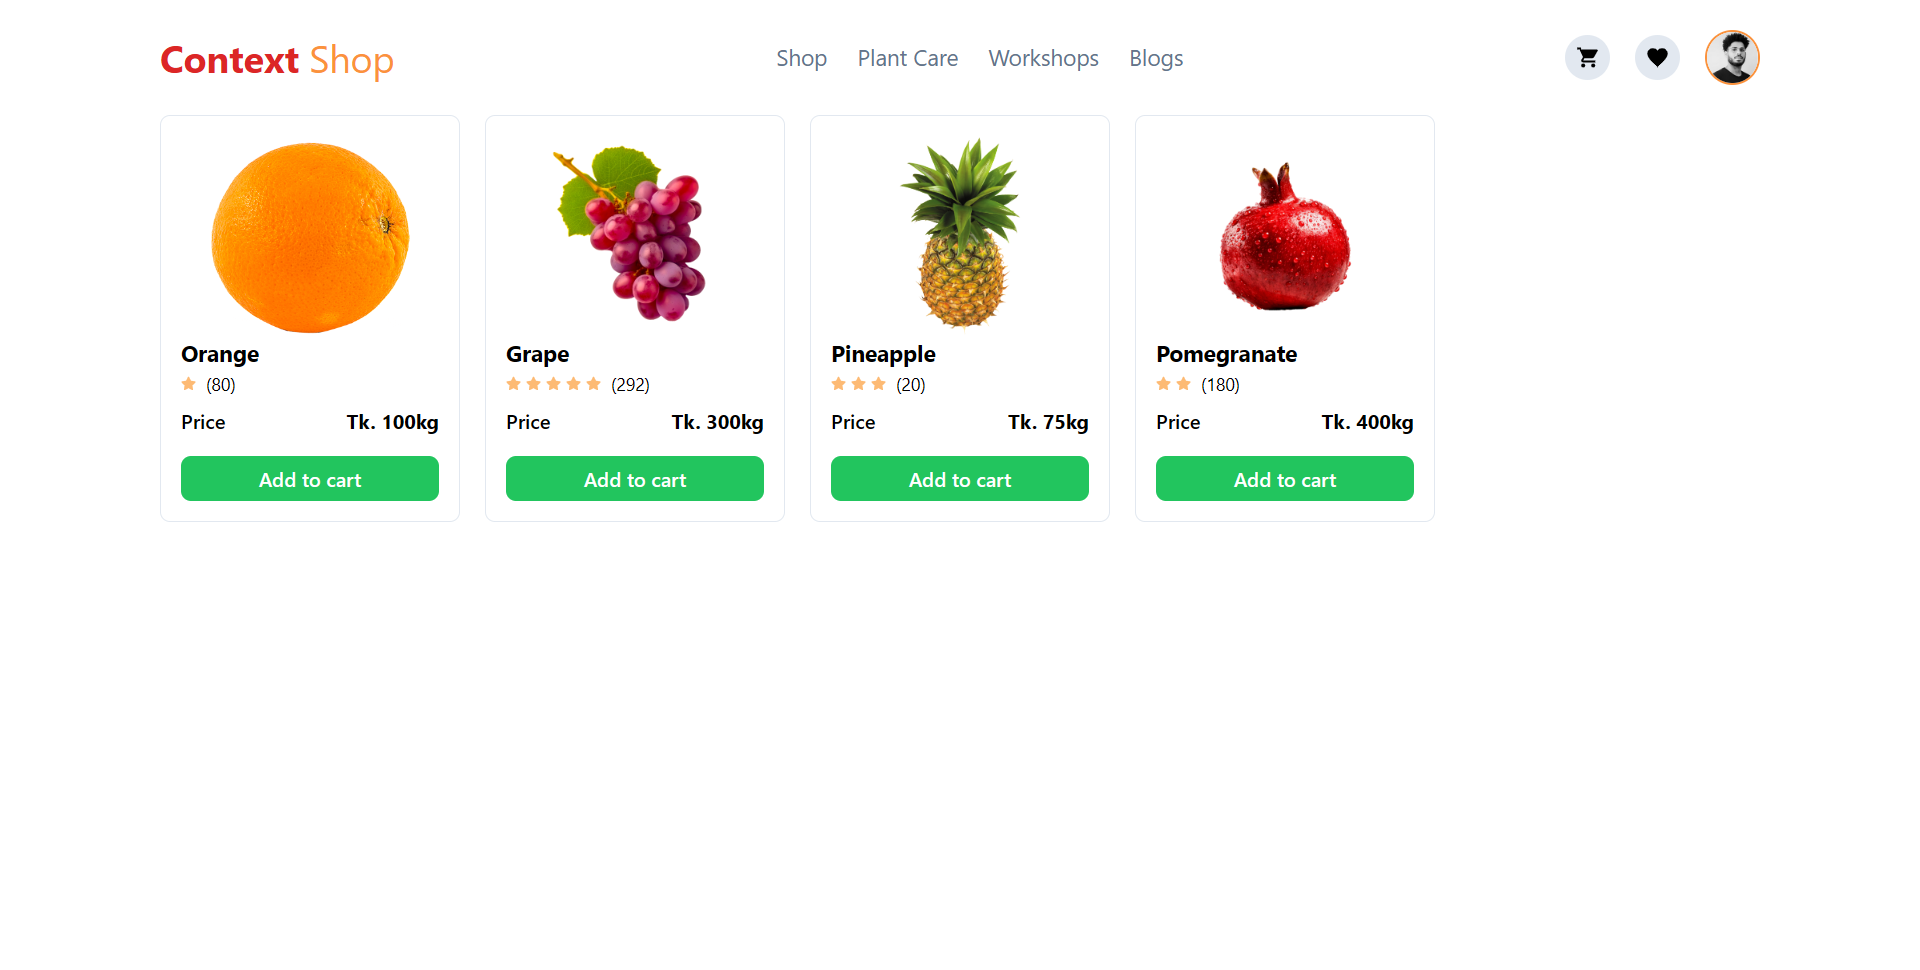 Context Shop
Shop
Plant Care
Workshops
Blogs
Orange
(80)
Price
Tk. 100kg
Add to cart
Grape
(292)
Price
Tk. 300kg
Add to cart
Pineapple
(20)
Price
Tk. 75kg
Add to cart
Pomegranate
(180)
Price
Tk. 400kg
Add to cart